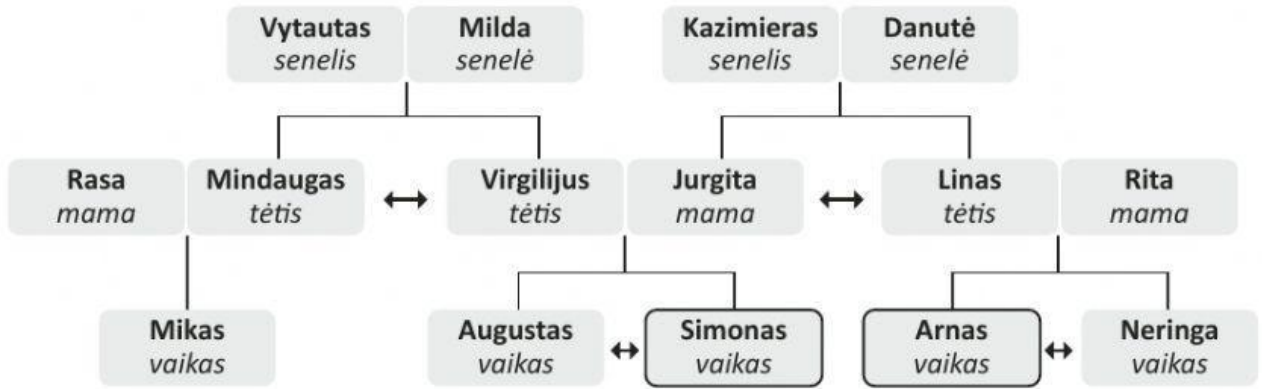 Vytautas Milda Kazimieras Danutė
senelis senelė senelis senelė
Rasa Mindaugas Virgilijus Jurgita Linas Rita
mama tėtis tėtis mama tėtis mama
Mikas Augustas Simonas Arnas Neringa
vaikas vaikas vaikas vaikas vaikas